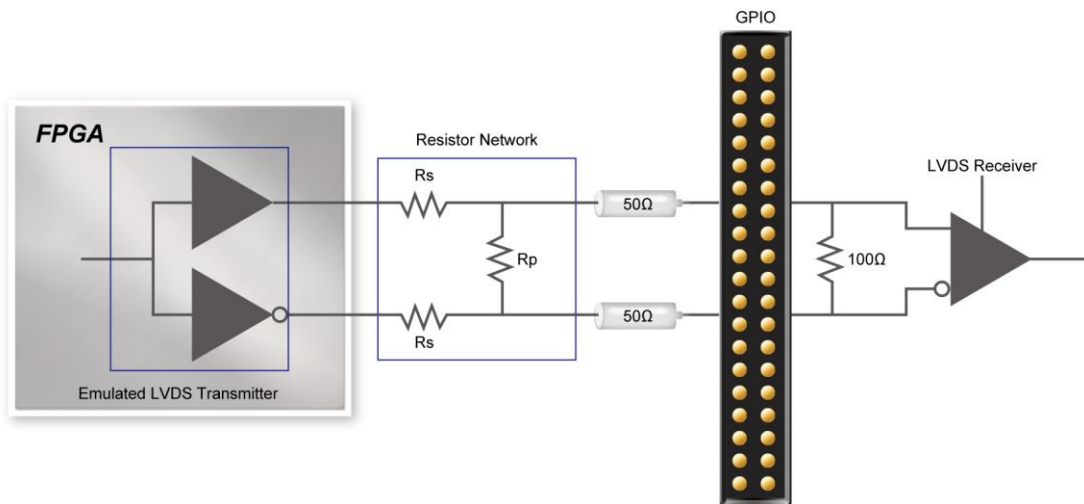 GPIO
FPGA
Resistor Network
Rs
LVDS Receiver
50Ω
Rp
100Ω
50Ω
Rs
Emulated LVDS Transmitter